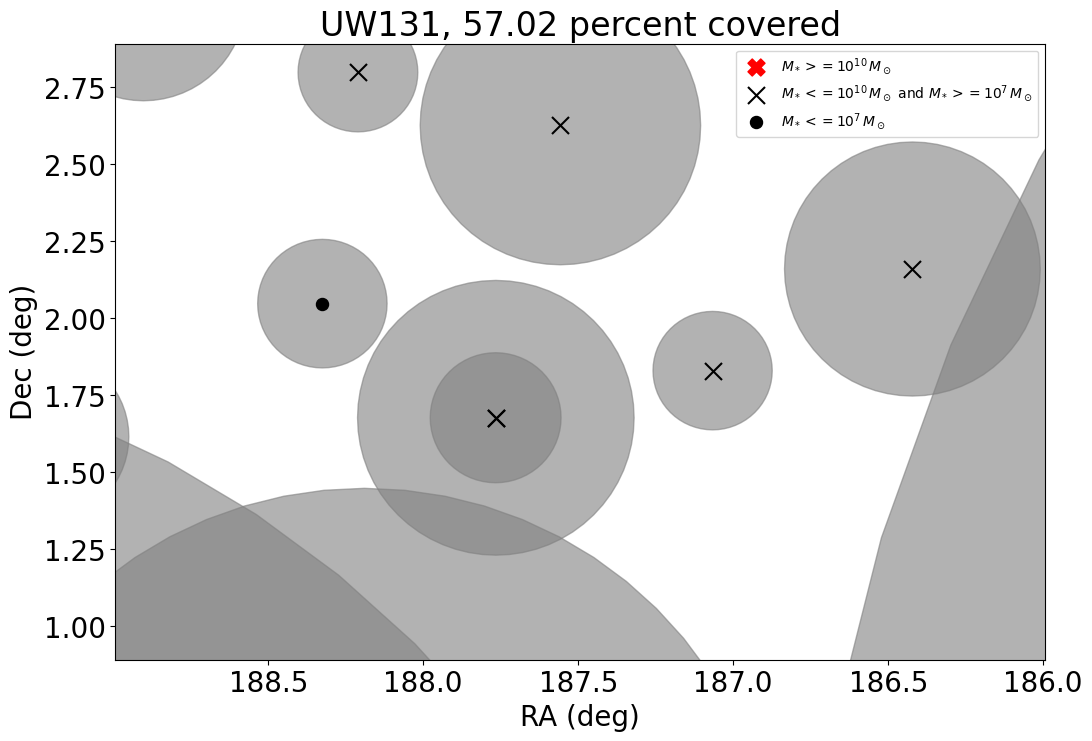 UW131, 57.02 percent covered
M* >= 10^10 M⊙
M* <= 10^10 M⊙ and M* >= 10^7 M⊙
M* <= 10^7 M⊙
Dec (deg)
2.75
2.50
2.25
2.00
1.75
1.50
1.25
1.00
188.5 188.0 187.5 187.0 186.5 186.0
RA (deg)